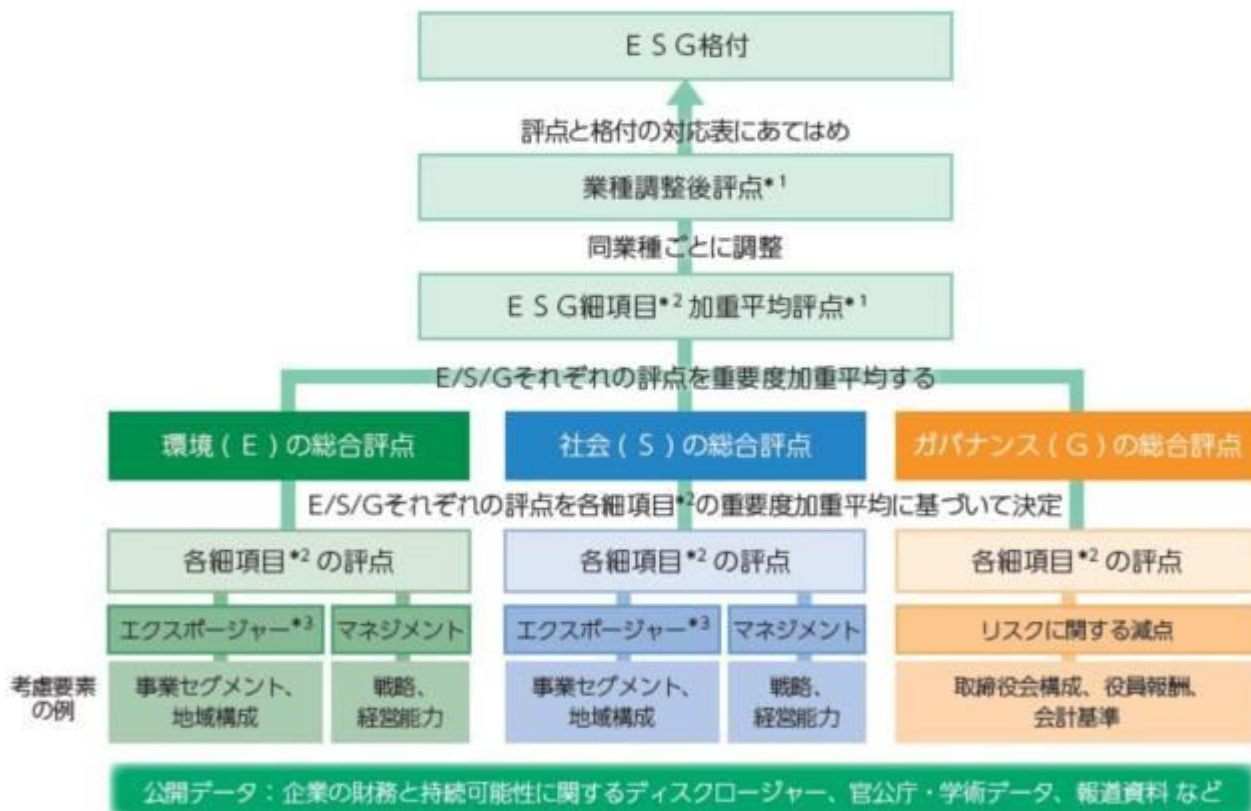 ＥＳＧ格付
評点と格付の対応表にあてはめ
業種調整後評点*1
同業種ごとに調整
ＥＳＧ細項目*2 加重平均評点*1
E/S/Gそれぞれの評点を重要度加重平均する
環境(E)の総合評点
社会(S)の総合評点
ガバナンス(G)の総合評点
E/S/Gそれぞれの評点を各細項目*2の重要度加重平均に基づいて決定
各細項目*2 の評点
各細項目*2 の評点
各細項目*2 の評点
エクスポージャー*3
マネジメント
エクスポージャー*3
マネジメント
リスクに関する減点
考慮要素
の例
事業セグメント、
地域構成
戦略、
経営能力
事業セグメント、
地域構成
戦略、
経営能力
取締役会構成、役員報酬、
会計基準
公開データ：企業の財務と持続可能性に関するディスクロージャー、官公庁・学術データ、報道資料 など